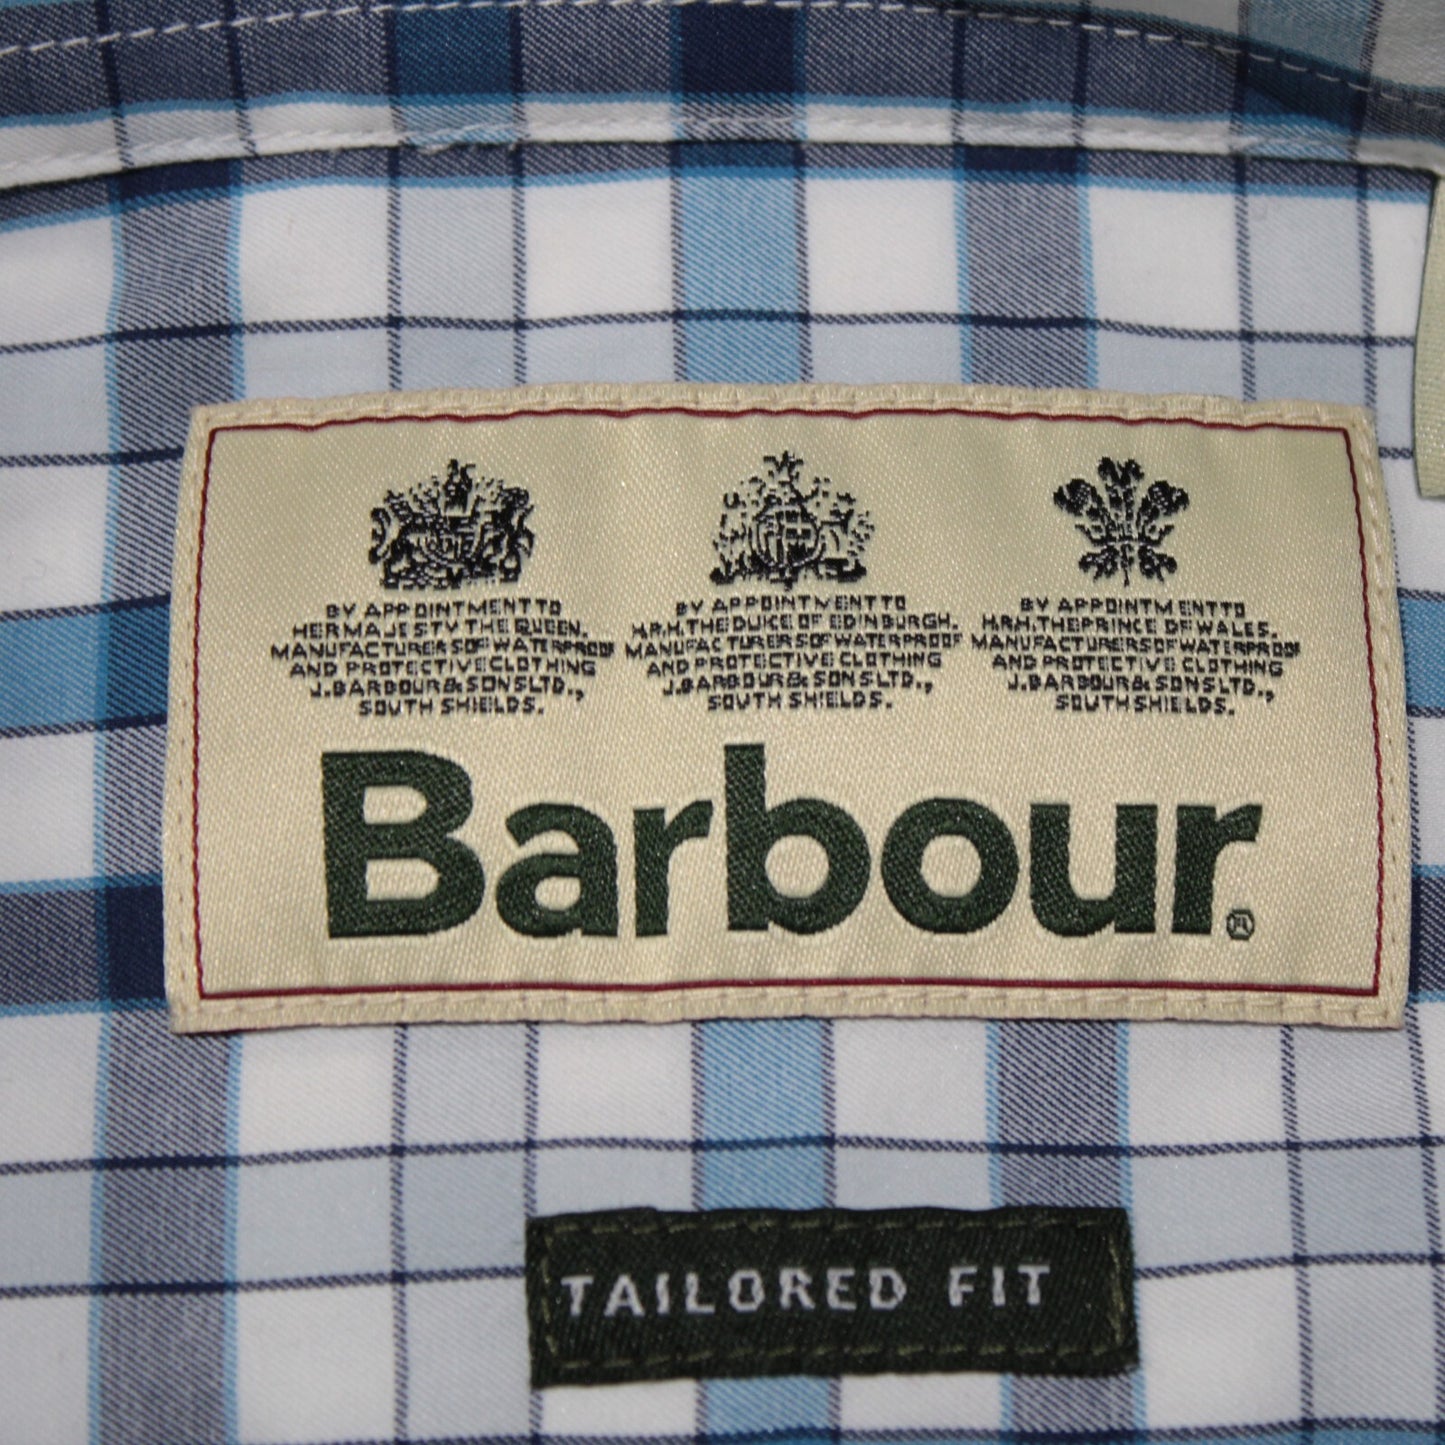 BY APPOINTMENT TO
HER MAJESTY THE QUEEN.
MANUFACTURERS OF WATERPROOF
AND PROTECTIVE CLOTHING
J. BARBOUR & SONS LTD.,
SOUTH SHIELDS.
BY APPOINTMENT TO
H.R.H. THE DUKE OF EDINBURGH.
MANUFACTURERS OF WATERPROOF
AND PROTECTIVE CLOTHING
J. BARBOUR & SONS LTD.,
SOUTH SHIELDS.
BY APPOINTMENT TO
H.R.H. THE PRINCE OF WALES.
MANUFACTURERS OF WATERPROOF
AND PROTECTIVE CLOTHING
J. BARBOUR & SONS LTD.,
SOUTH SHIELDS.
Barbour®
TAILORED FIT